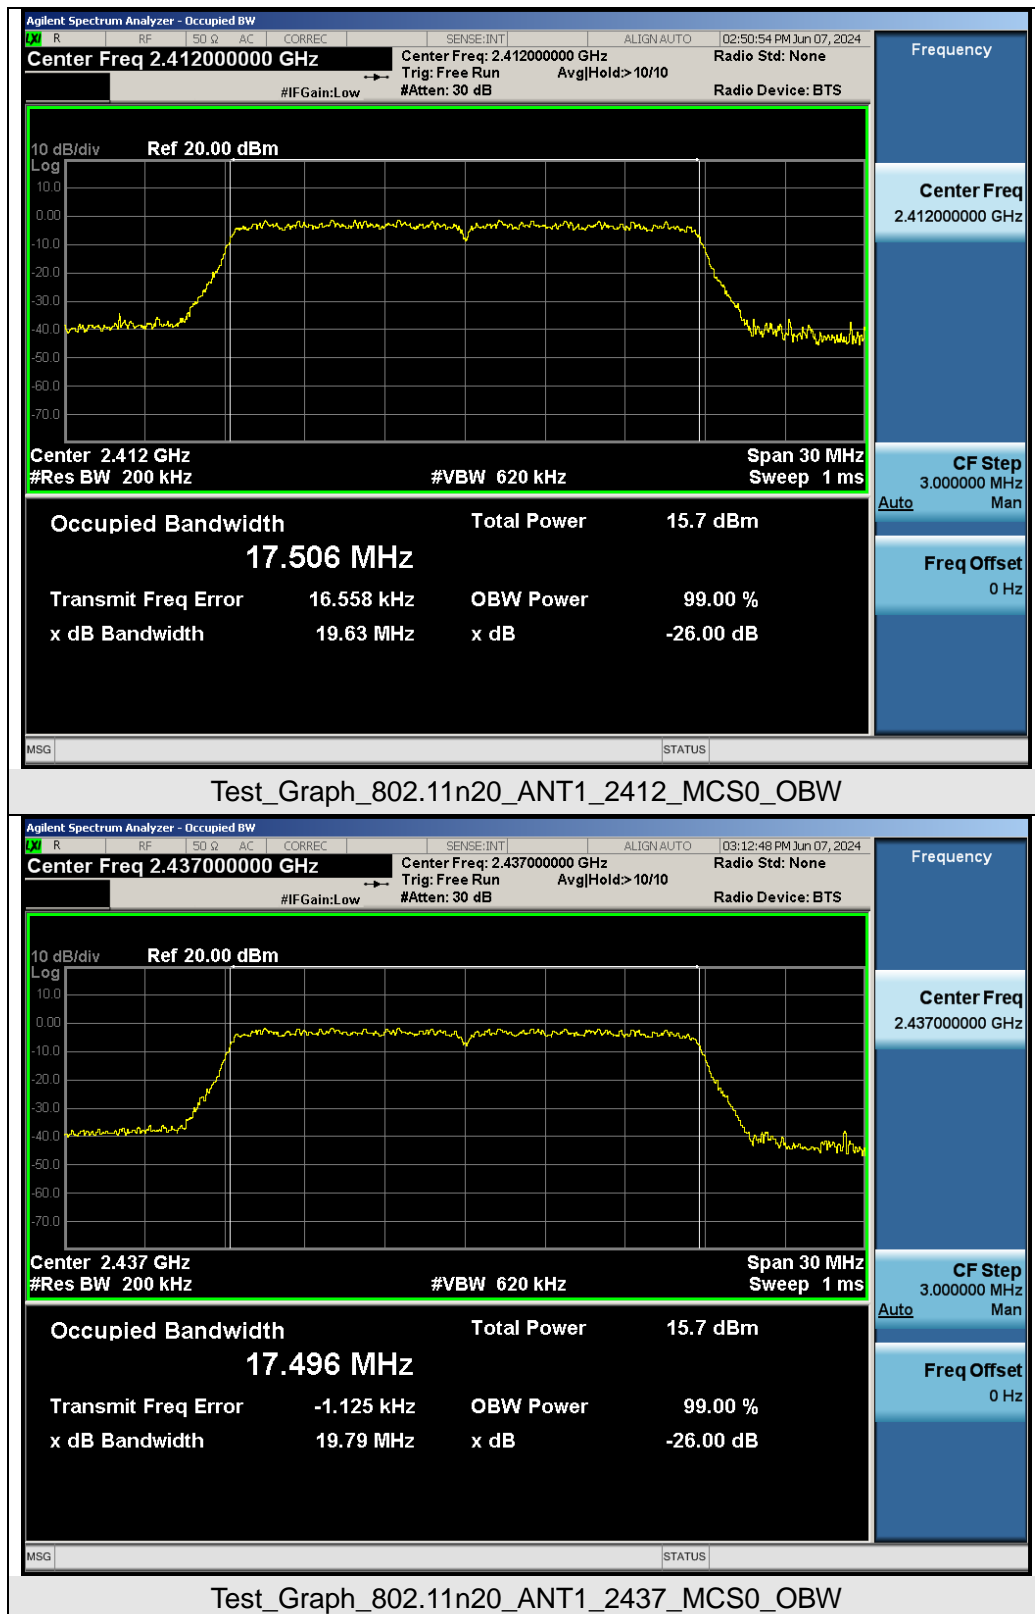 Agilent Spectrum Analyzer - Occupied BW
LXI R RF 50 Ω AC CORREC SENSE:INT ALIGN AUTO 02:50:54 PM Jun 07, 2024
Center Freq 2.412000000 GHz
Center Freq: 2.412000000 GHz Radio Std: None
Trig: Free Run Avg|Hold:> 10/10
#IFGain:Low #Atten: 30 dB Radio Device: BTS
Frequency
10 dB/div Ref 20.00 dBm
Log
10.0
0.00
-10.0
-20.0
-30.0
-40.0
-50.0
-60.0
-70.0
Center 2.412 GHz Span 30 MHz
#Res BW 200 kHz #VBW 620 kHz Sweep 1 ms
Center Freq
2.412000000 GHz
CF Step
3.000000 MHz
Auto Man
Freq Offset
0 Hz
Occupied Bandwidth Total Power 15.7 dBm
17.506 MHz
Transmit Freq Error 16.558 kHz OBW Power 99.00 %
x dB Bandwidth 19.63 MHz x dB -26.00 dB
MSG STATUS
Test_Graph_802.11n20_ANT1_2412_MCS0_OBW
Agilent Spectrum Analyzer - Occupied BW
LXI R RF 50 Ω AC CORREC SENSE:INT ALIGN AUTO 03:12:48 PM Jun 07, 2024
Center Freq 2.437000000 GHz
Center Freq: 2.437000000 GHz Radio Std: None
Trig: Free Run Avg|Hold:> 10/10
#IFGain:Low #Atten: 30 dB Radio Device: BTS
Frequency
10 dB/div Ref 20.00 dBm
Log
10.0
0.00
-10.0
-20.0
-30.0
-40.0
-50.0
-60.0
-70.0
Center 2.437 GHz Span 30 MHz
#Res BW 200 kHz #VBW 620 kHz Sweep 1 ms
Center Freq
2.437000000 GHz
CF Step
3.000000 MHz
Auto Man
Freq Offset
0 Hz
Occupied Bandwidth Total Power 15.7 dBm
17.496 MHz
Transmit Freq Error -1.125 kHz OBW Power 99.00 %
x dB Bandwidth 19.79 MHz x dB -26.00 dB
MSG STATUS
Test_Graph_802.11n20_ANT1_2437_MCS0_OBW